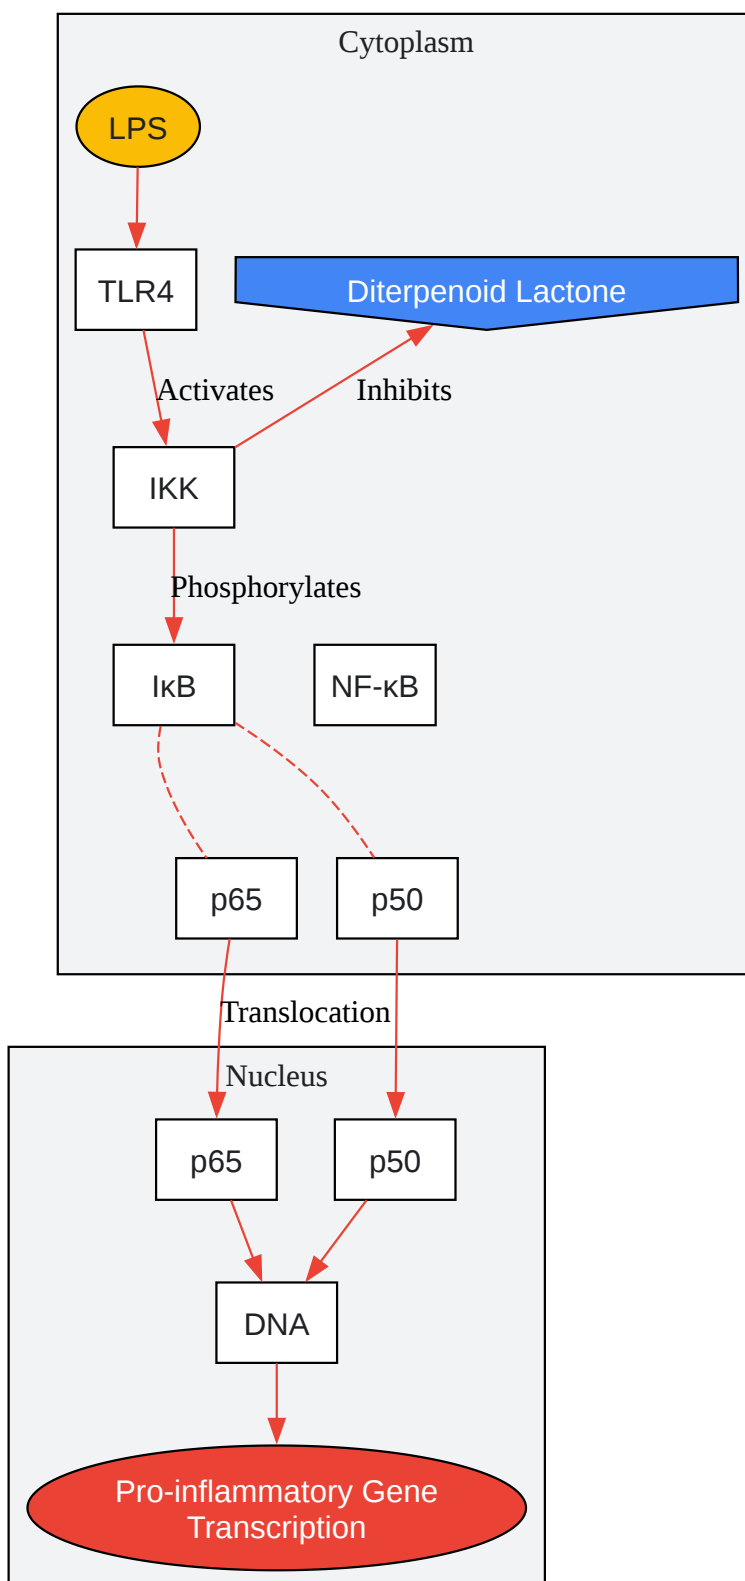 Cytoplasm
LPS
TLR4
Diterpenoid Lactone
Activates
Inhibits
IKK
Phosphorylates
IκB
NF-κB
p65
p50
Translocation
Nucleus
p65
p50
DNA
Pro-inflammatory Gene
Transcription